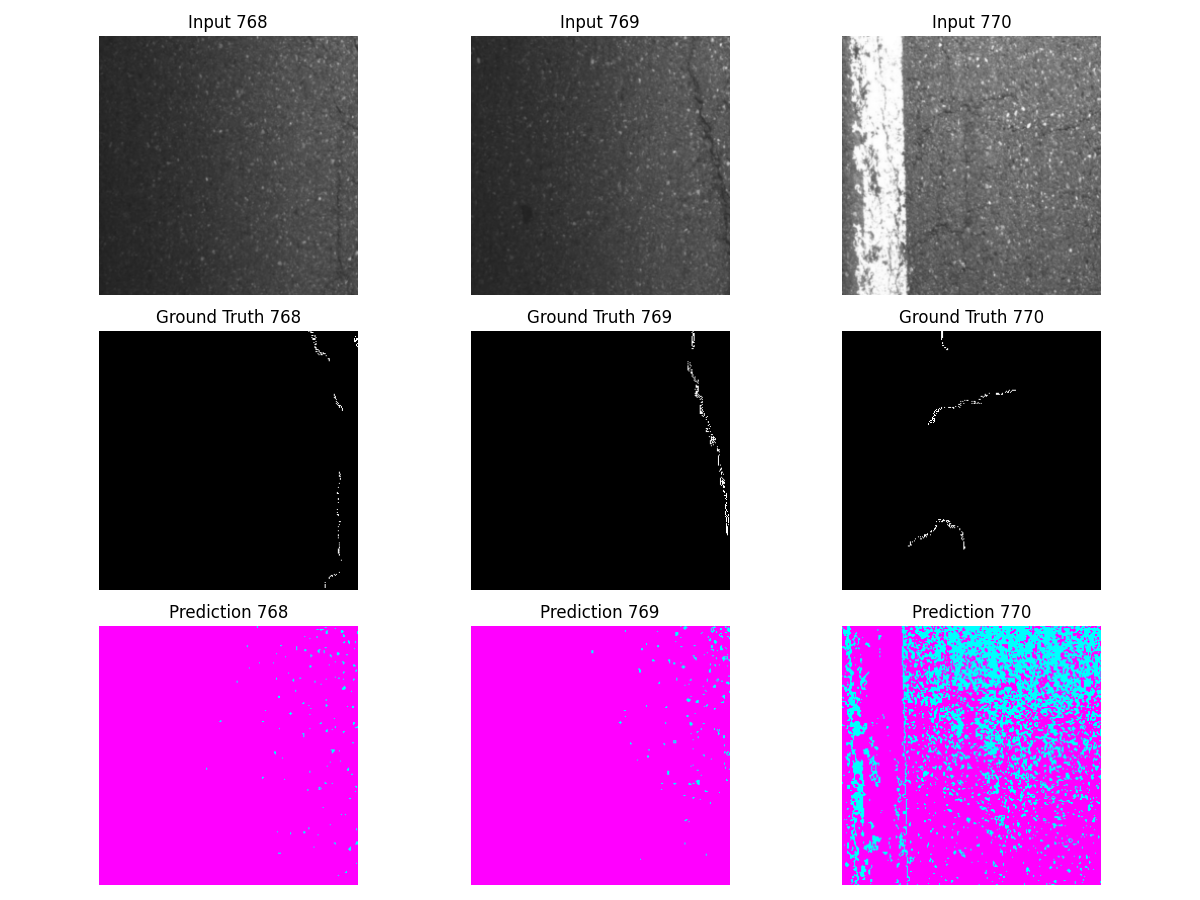 Input 768
Input 769
Input 770
Ground Truth 768
Ground Truth 769
Ground Truth 770
Prediction 768
Prediction 769
Prediction 770